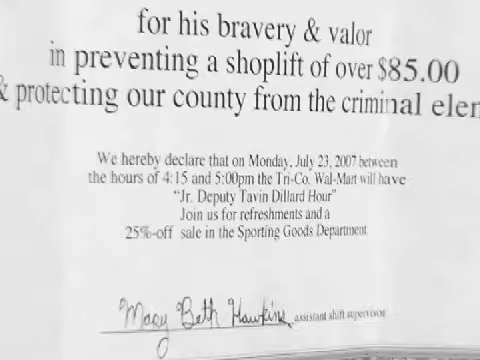 for his bravery & valor
in preventing a shoplift of over $85.00
& protecting our county from the criminal elem
We hereby declare that on Monday, July 23, 2007 between
the hours of 4:15 and 5:00pm the Tri-Co. Wal-Mart will have
“Jr. Deputy Tavin Dillard Hour”
Join us for refreshments and a
25%-off sale in the Sporting Goods Department
Mary Beth Hawkins assistant shift supervisor